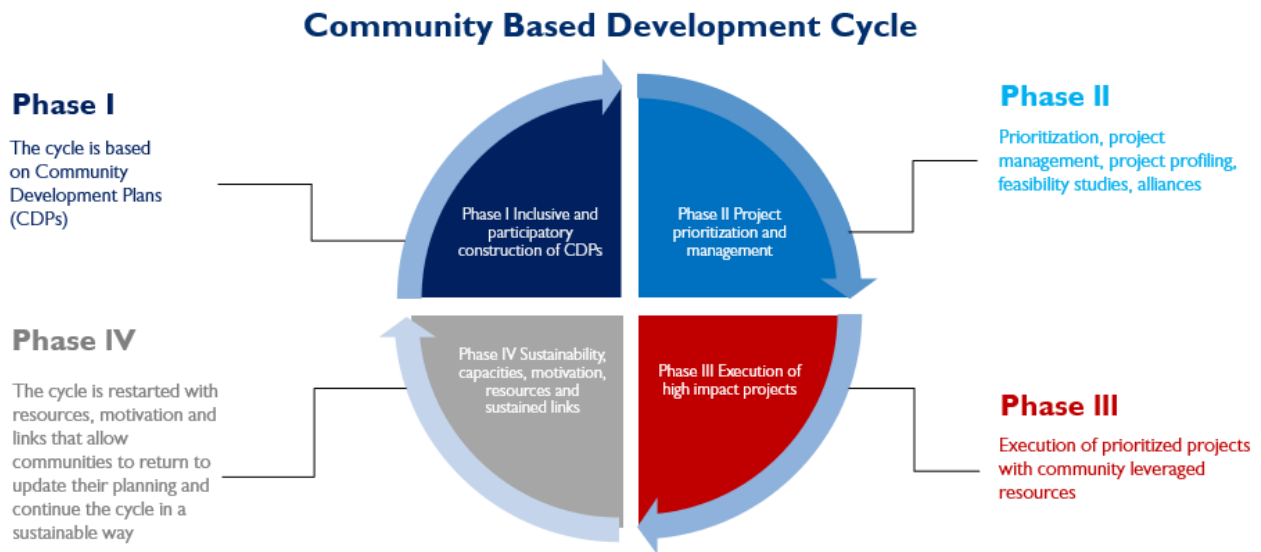 Community Based Development Cycle
Phase I
The cycle is based
on Community
Development Plans
(CDPs)
Phase I Inclusive and
participatory
construction of CDPs
Phase II Project
prioritization and
management
Phase II
Prioritization, project
management, project profiling,
feasibility studies, alliances
Phase IV
The cycle is restarted with
resources, motivation and
links that allow
communities to return to
update their planning and
continue the cycle in a
sustainable way
Phase IV Sustainability,
capacities, motivation,
resources and
sustained links
Phase III Execution of
high impact projects
Phase III
Execution of prioritized projects
with community leveraged
resources